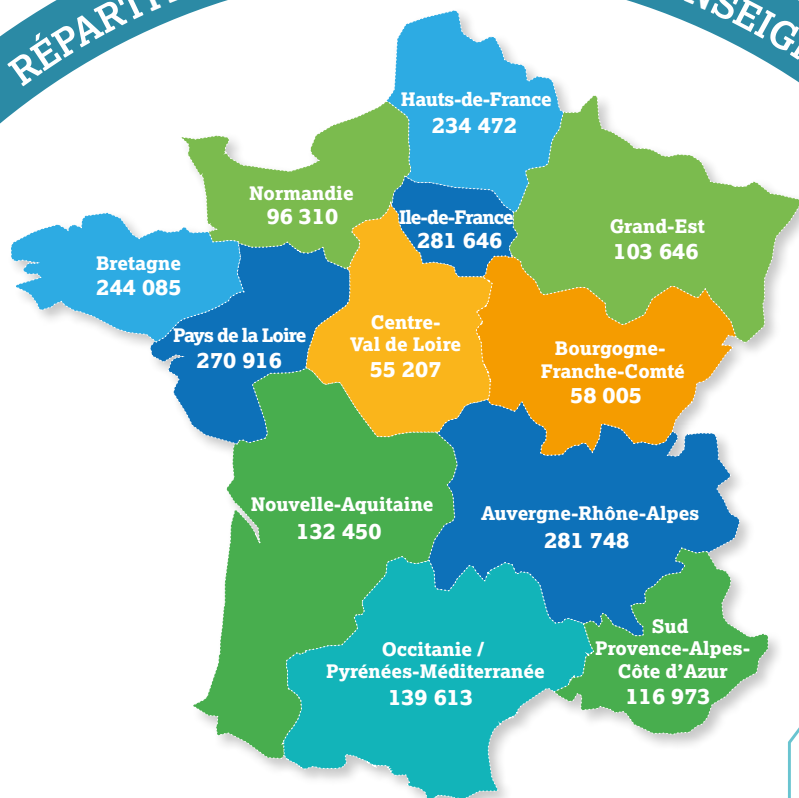 Hauts-de-France
234 472
Normandie
96 310
Ile-de-France
281 646
Grand-Est
103 646
Bretagne
244 085
Pays de la Loire
270 916
Centre-
Val de Loire
55 207
Bourgogne-
Franche-Comté
58 005
Nouvelle-Aquitaine
132 450
Auvergne-Rhône-Alpes
281 748
Occitanie /
Pyrénées-Méditerranée
139 613
Sud
Provence-Alpes-
Côte d’Azur
116 973